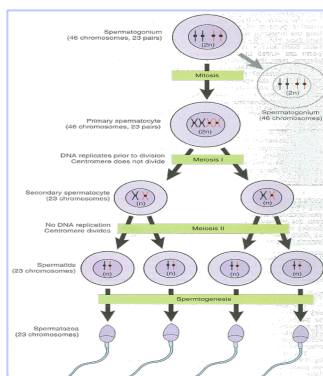 Spermatogonium
(46 chromosomes, 23 pairs)
(2n)
Mitosis
(2n)
Spermatogonium
(46 chromosomes)
Primary spermatocyte
(46 chromosomes, 23 pairs)
(2n)
DNA replicates prior to division
Centromere does not divide
Meiosis I
Secondary spermatocyte
(23 chromosomes)
(n)
(n)
No DNA replication
Centromere divides
Meiosis II
Spermatids
(23 chromosomes)
(n)
(n)
(n)
(n)
Spermiogenesis
Spermatozoa
(23 chromosomes)